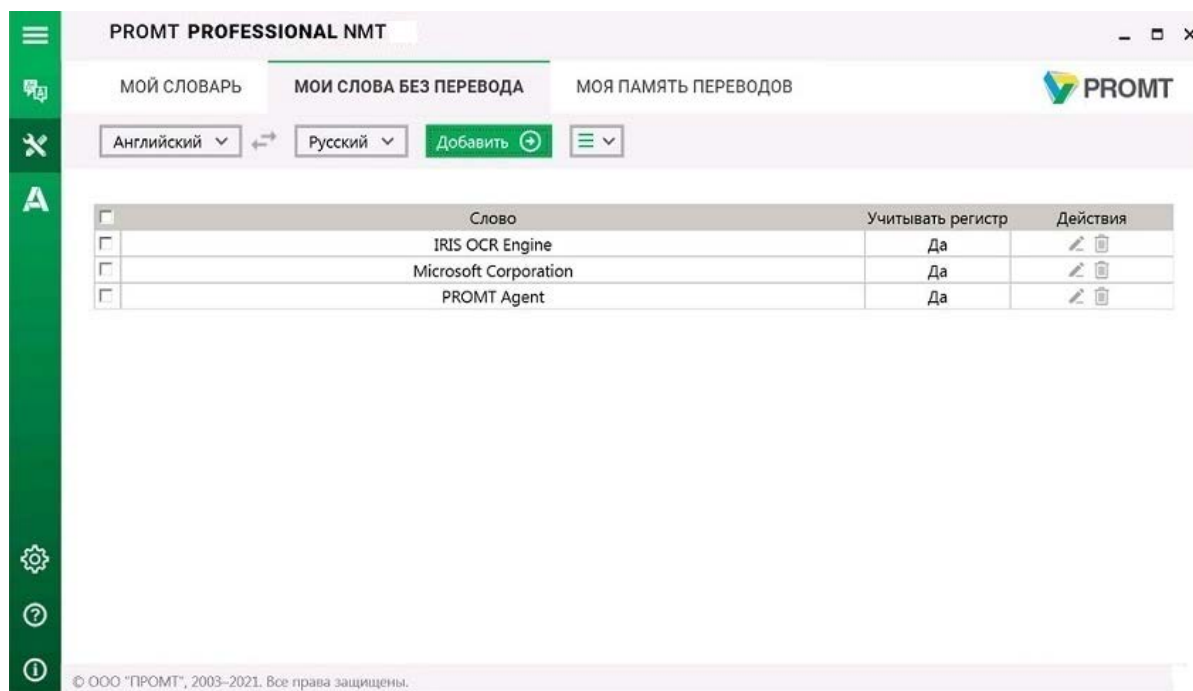 PROMT PROFESSIONAL NMT
МОЙ СЛОВАРЬ МОИ СЛОВА БЕЗ ПЕРЕВОДА МОЯ ПАМЯТЬ ПЕРЕВОДОВ PROMT
Английский Русский Добавить
Слово Учитывать регистр Действия
IRIS OCR Engine Да
Microsoft Corporation Да
PROMT Agent Да
© ООО "ПРОМТ", 2003–2021. Все права защищены.